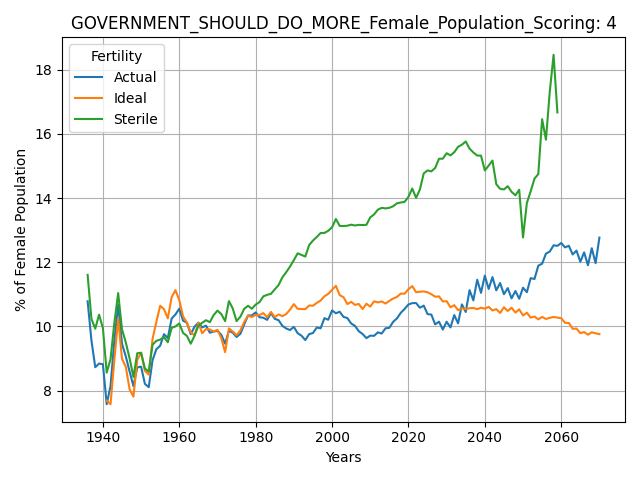 GOVERNMENT_SHOULD_DO_MORE_Female_Population_Scoring: 4
Fertility
Actual
Ideal
Sterile
% of Female Population
18
16
14
12
10
8
1940 1960 1980 2000 2020 2040 2060
Years